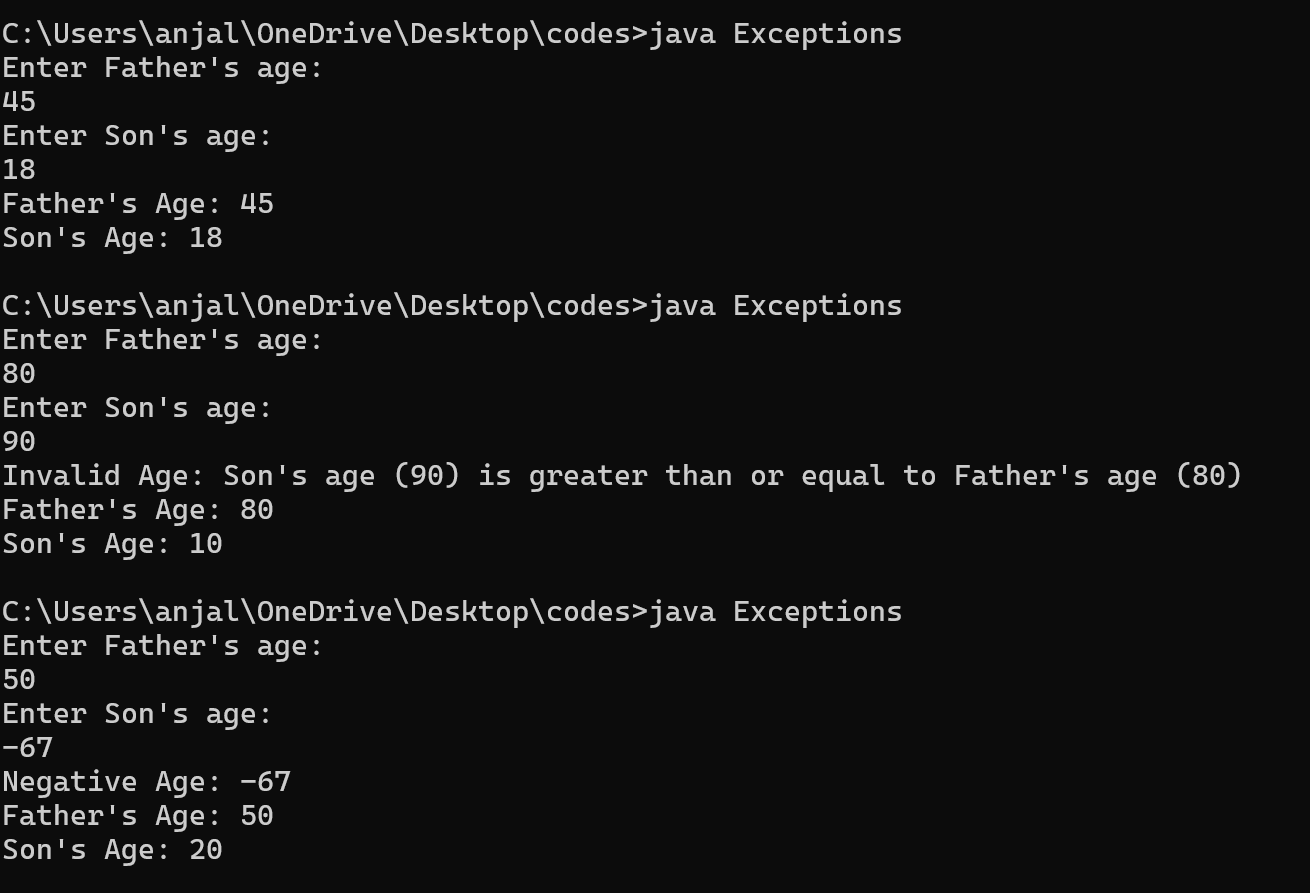 C:\Users\anjal\OneDrive\Desktop\codes>java Exceptions
Enter Father's age:
45
Enter Son's age:
18
Father's Age: 45
Son's Age: 18
C:\Users\anjal\OneDrive\Desktop\codes>java Exceptions
Enter Father's age:
80
Enter Son's age:
90
Invalid Age: Son's age (90) is greater than or equal to Father's age (80)
Father's Age: 80
Son's Age: 10
C:\Users\anjal\OneDrive\Desktop\codes>java Exceptions
Enter Father's age:
50
Enter Son's age:
-67
Negative Age: -67
Father's Age: 50
Son's Age: 20